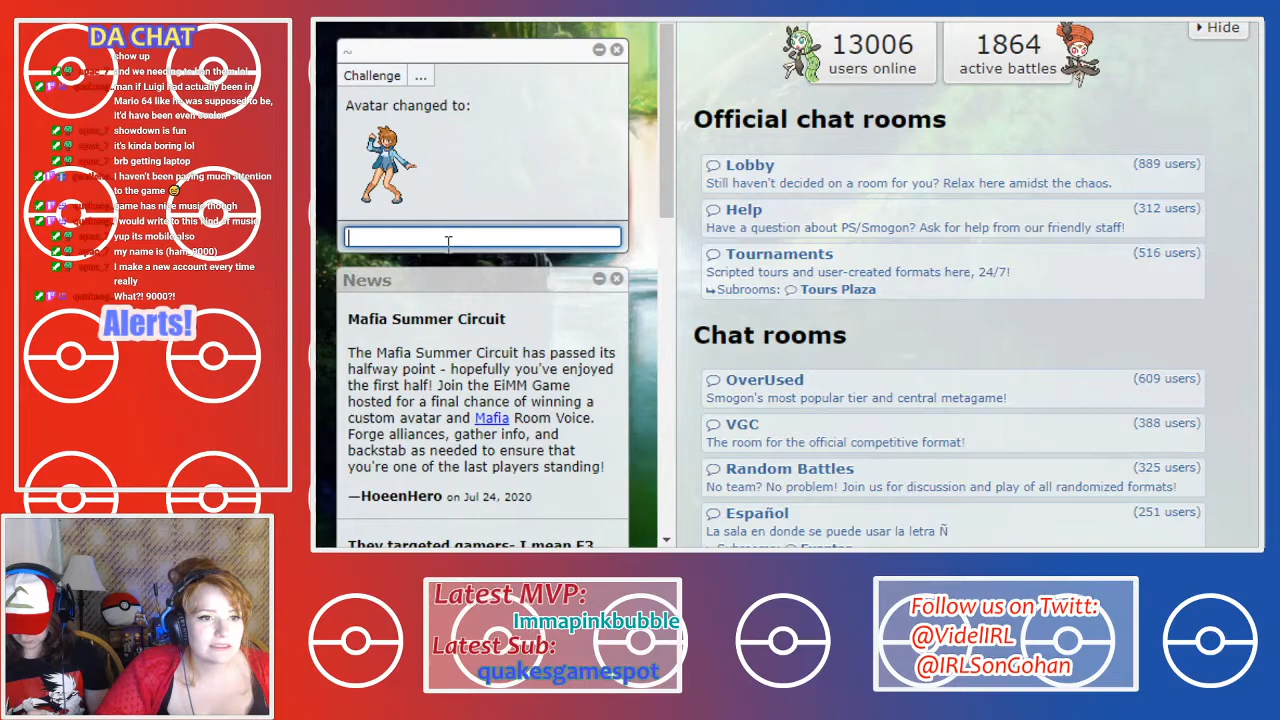 DA CHAT
show up
and we needing to ban them lol
man if Luigi had actually been in
Mario 64 like he was supposed to be,
it'd have been even cooler
showdown is fun
it's kinda boring lol
brb getting laptop
I haven't been paying much attention
to the game
game has nice music though
I would write to this kind of music
yup its mobile also
my name is (ham 9000)
I make a new account every time
really
What?! 9000?!
Alerts!
~
Challenge
...
Avatar changed to:
News
Mafia Summer Circuit
The Mafia Summer Circuit has passed its
halfway point - hopefully you've enjoyed
the first half! Join the EiMM Game
hosted for a final chance of winning a
custom avatar and Mafia Room Voice.
Forge alliances, gather info, and
backstab as needed to ensure that
you're one of the last players standing!
—HoeenHero on Jul 24, 2020
They targeted gamers- I mean E3
13006
users online
1864
active battles
Hide
Official chat rooms
Lobby (889 users)
Still haven't decided on a room for you? Relax here amidst the chaos.
Help (312 users)
Have a question about PS/Smogon? Ask for help from our friendly staff!
Tournaments (516 users)
Scripted tours and user-created formats here, 24/7!
Subrooms: Tours Plaza
Chat rooms
OverUsed (609 users)
Smogon's most popular tier and central metagame!
VGC (388 users)
The room for the official competitive format!
Random Battles (325 users)
No team? No problem! Join us for discussion and play of all randomized formats!
Español (251 users)
La sala en donde se puede usar la letra Ñ
Latest MVP:
Immapinkbubble
Latest Sub:
quakesgamespot
Follow us on Twitt:
@VidelIRL
@IRLSonGohan